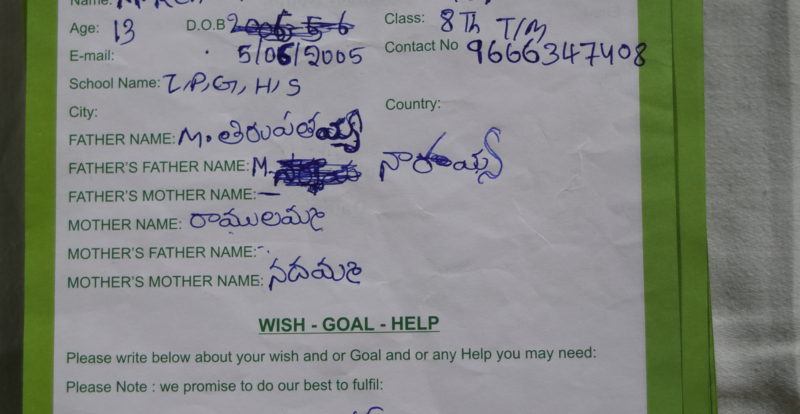 Name:
Age: 13 D.O.B Class: 8Th T/M
E-mail: 5/06/2005 Contact No 9666347408
School Name: Z,P,G,H,S
City: Country:
FATHER NAME: M. తిరుపతయ్య
FATHER'S FATHER NAME: M. నారాయణ
FATHER'S MOTHER NAME: –
MOTHER NAME: రాములమ్మ
MOTHER'S FATHER NAME: -.
MOTHER'S MOTHER NAME:
WISH - GOAL - HELP
Please write below about your wish and or Goal and or any Help you may need:
Please Note : we promise to do our best to fulfil: